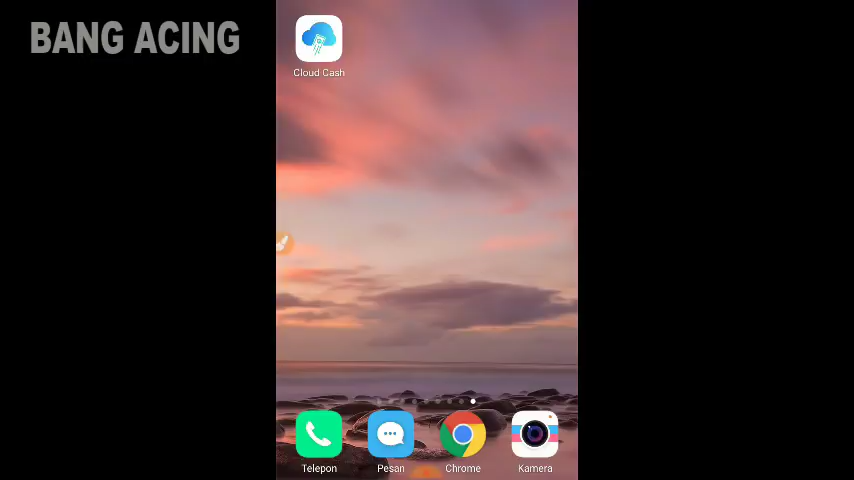 BANG ACING
Cloud Cash
Telepon
Pesan
Chrome
Kamera